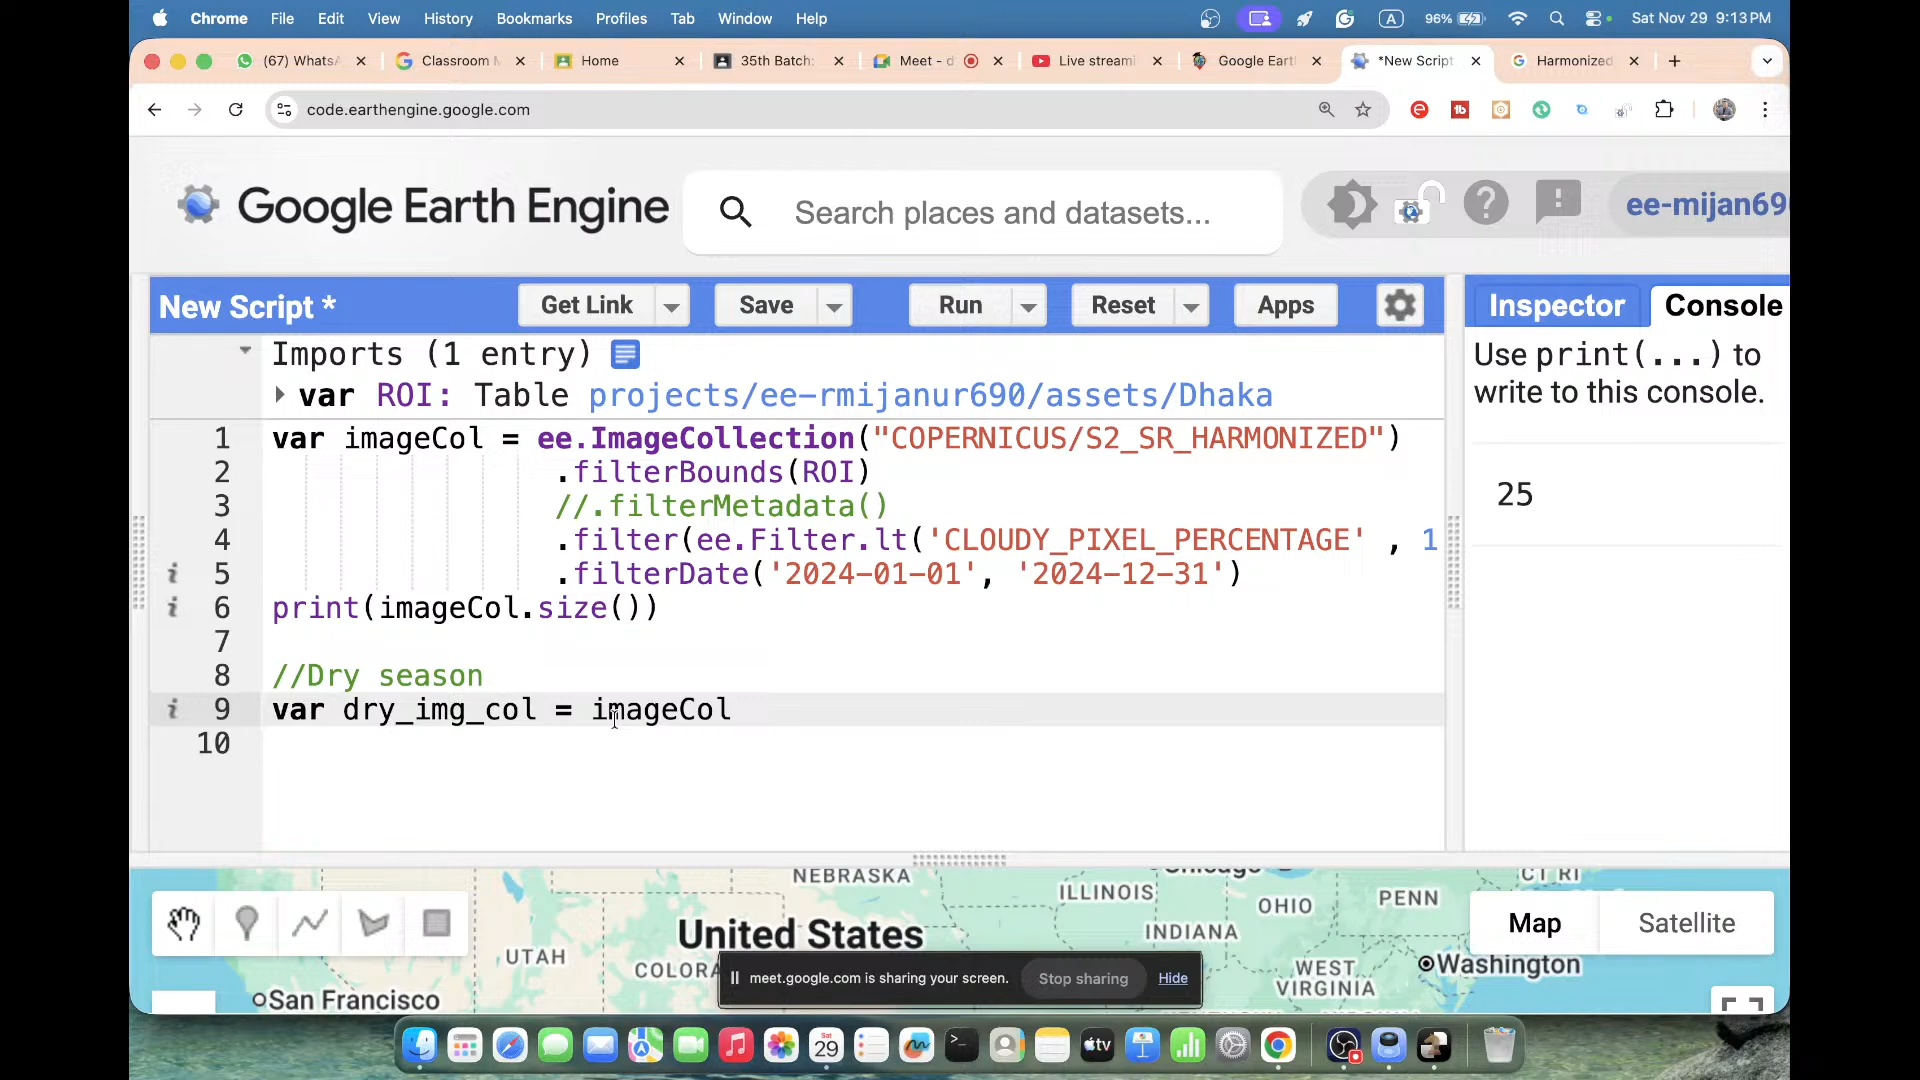 Chrome File Edit View History Bookmarks Profiles Tab Window Help A 96% Sat Nov 29 9:13 PM
(67) WhatsA Classroom M Home 35th Batch: Meet - d Live streami Google Eart *New Script Harmonized
code.earthengine.google.com
Google Earth Engine Search places and datasets... ee-mijan69
New Script * Get Link Save Run Reset Apps Inspector Console
Imports (1 entry)
var ROI: Table projects/ee-rmijanur690/assets/Dhaka
1 var imageCol = ee.ImageCollection("COPERNICUS/S2_SR_HARMONIZED")
2 .filterBounds(ROI)
3 //.filterMetadata()
4 .filter(ee.Filter.lt('CLOUDY_PIXEL_PERCENTAGE' , 1
i 5 .filterDate('2024-01-01', '2024-12-31')
i 6 print(imageCol.size())
7
8 //Dry season
i 9 var dry_img_col = imageCol
10
Use print(...) to
write to this console.
25
NEBRASKA
ILLINOIS
OHIO
PENN
CT RI
United States
INDIANA
UTAH
WEST
VIRGINIA
Washington
San Francisco
Map Satellite
meet.google.com is sharing your screen. Stop sharing Hide
SAT
29
tv